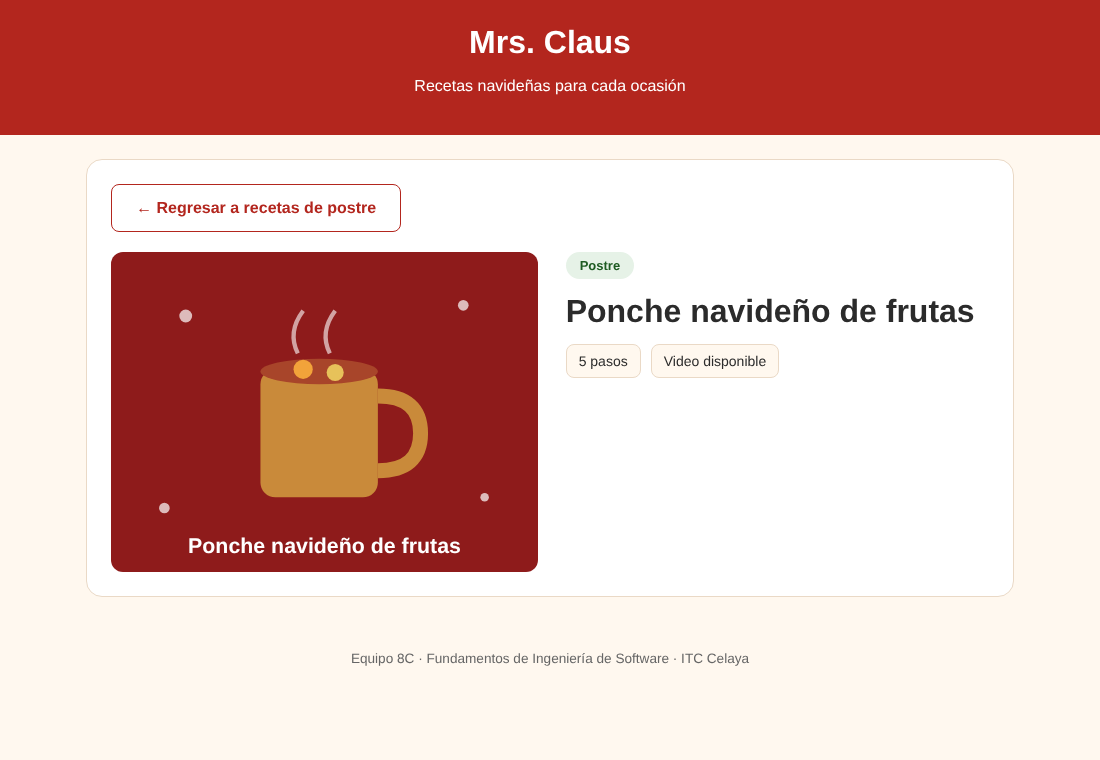 Mrs. Claus
Recetas navideñas para cada ocasión
← Regresar a recetas de postre
Postre
Ponche navideño de frutas
5 pasos
Video disponible
Ponche navideño de frutas
Equipo 8C · Fundamentos de Ingeniería de Software · ITC Celaya